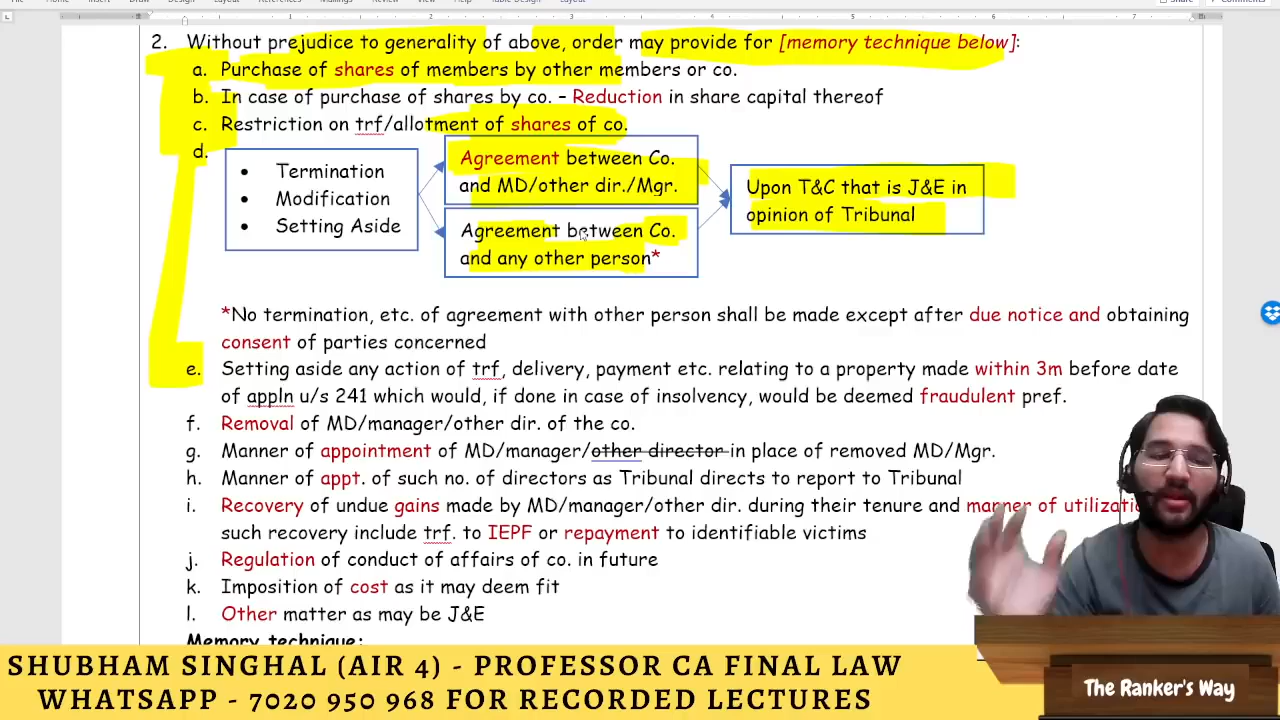 2. Without prejudice to generality of above, order may provide for [memory technique below]:
a. Purchase of shares of members by other members or co.
b. In case of purchase of shares by co. – Reduction in share capital thereof
c. Restriction on trf/allotment of shares of co.
d.
• Termination
• Modification
• Setting Aside
Agreement between Co.
and MD/other dir./Mgr.
Agreement between Co.
and any other person*
Upon T&C that is J&E in
opinion of Tribunal
*No termination, etc. of agreement with other person shall be made except after due notice and obtaining
consent of parties concerned
e. Setting aside any action of trf, delivery, payment etc. relating to a property made within 3m before date
of appln u/s 241 which would, if done in case of insolvency, would be deemed fraudulent pref.
f. Removal of MD/manager/other dir. of the co.
g. Manner of appointment of MD/manager/other director in place of removed MD/Mgr.
h. Manner of appt. of such no. of directors as Tribunal directs to report to Tribunal
i. Recovery of undue gains made by MD/manager/other dir. during their tenure and manner of
such recovery include trf. to IEPF or repayment to identifiable victims
j. Regulation of conduct of affairs of co. in future
k. Imposition of cost as it may deem fit
l. Other matter as may be J&E
Memory technique:
SHUBHAM SINGHAL (AIR 4) - PROFESSOR CA FINAL LAW
WHATSAPP - 7020 950 968 FOR RECORDED LECTURES
The Ranker's Way